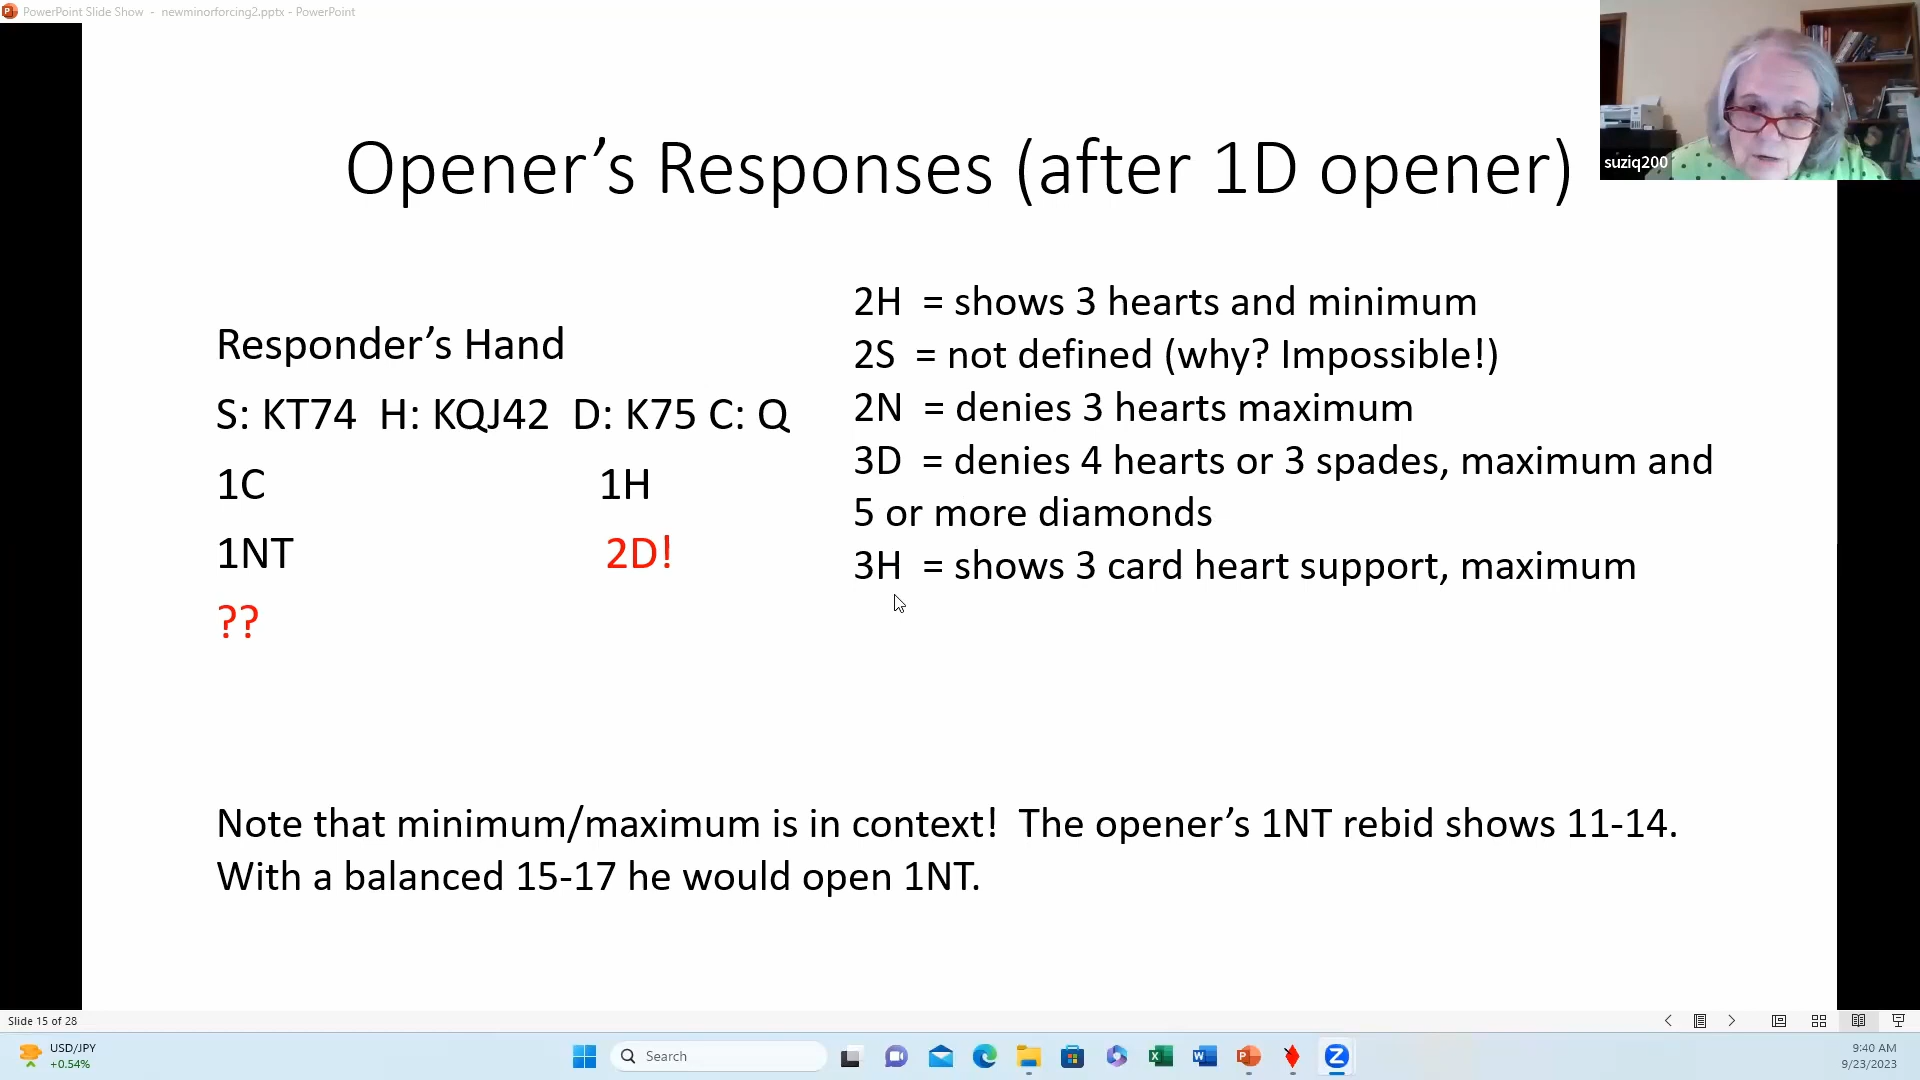 PowerPoint Slide Show - newminorforcing2.pptx - PowerPoint
suziq200
Opener’s Responses (after 1D opener)
Responder’s Hand
S: KT74 H: KQJ42 D: K75 C: Q
1C 1H
1NT 2D!
??
2H = shows 3 hearts and minimum
2S = not defined (why? Impossible!)
2N = denies 3 hearts maximum
3D = denies 4 hearts or 3 spades, maximum and
5 or more diamonds
3H = shows 3 card heart support, maximum
Note that minimum/maximum is in context! The opener’s 1NT rebid shows 11-14.
With a balanced 15-17 he would open 1NT.
Slide 15 of 28
USD/JPY
+0.54%
Search
9:40 AM
9/23/2023